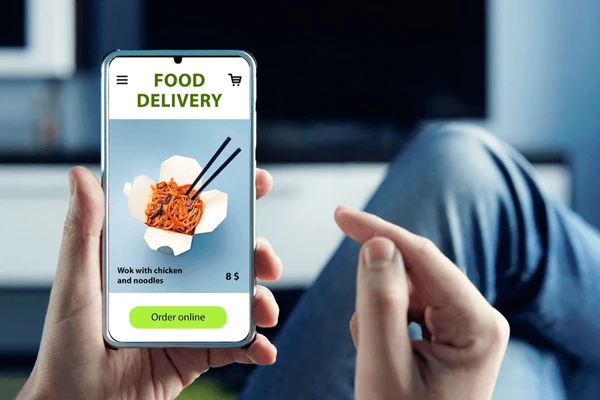 FOOD
DELIVERY
Wok with chicken
and noodles
8 $
Order online